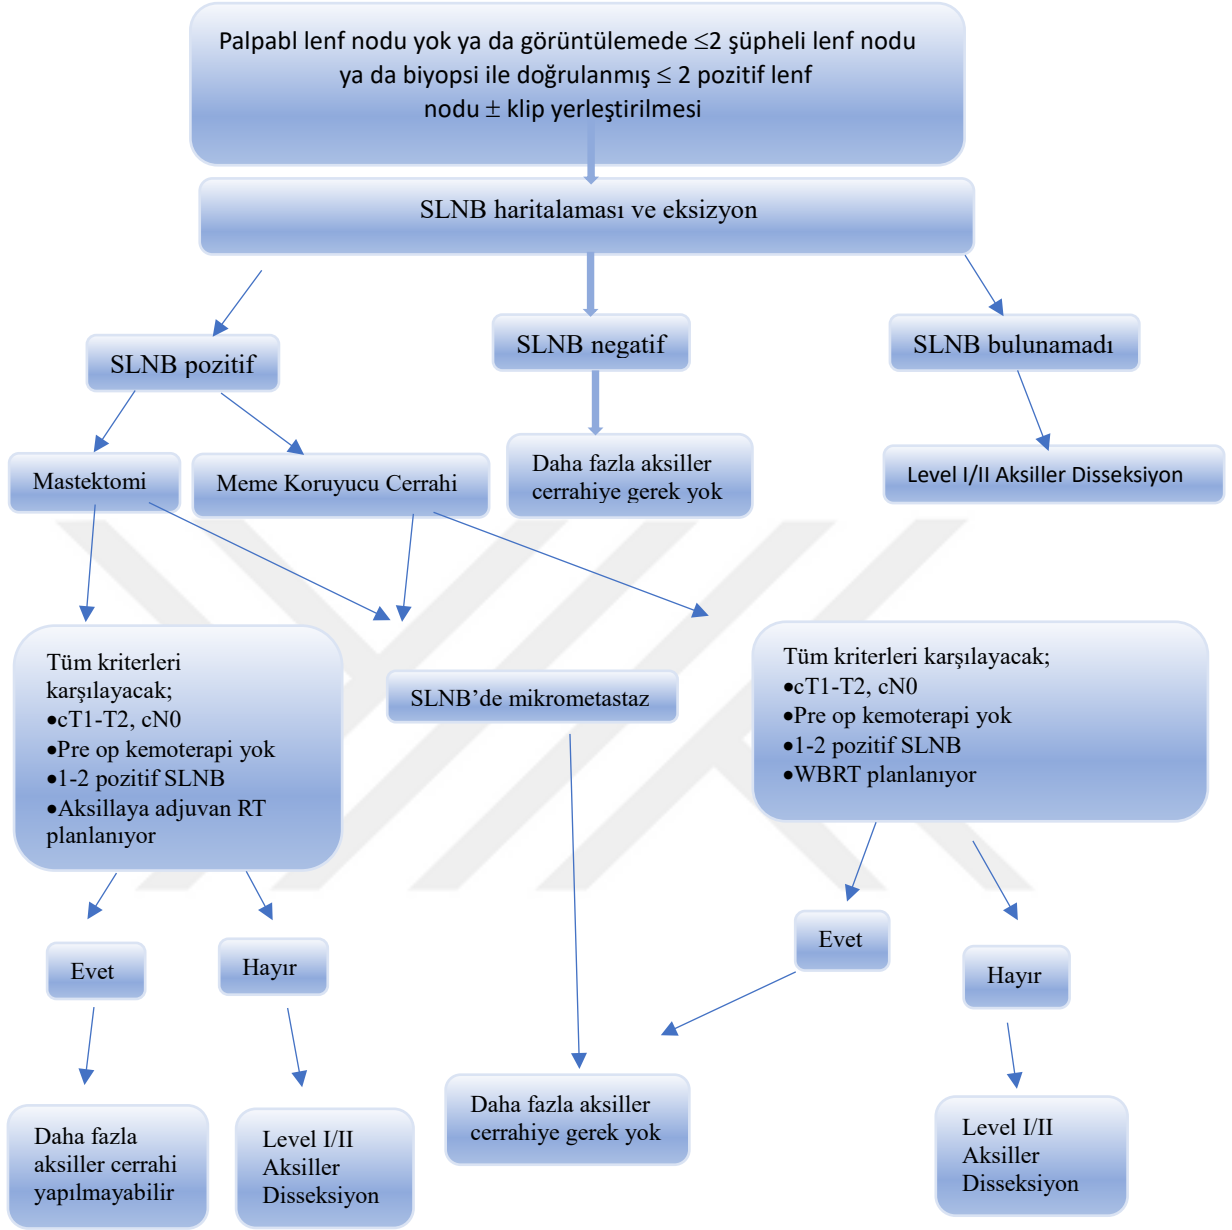 Palpabl lenf nodu yok ya da görüntülemede ≤2 şüpheli lenf nodu
ya da biyopsi ile doğrulanmış ≤ 2 pozitif lenf
nodu ± klip yerleştirilmesi
SLNB haritalaması ve eksizyon
SLNB pozitif
SLNB negatif
SLNB bulunamadı
Mastektomi
Meme Koruyucu Cerrahi
Daha fazla aksiller
cerrahiye gerek yok
Level I/II Aksiller Disseksiyon
Tüm kriterleri
karşılayacak;
•cT1-T2, cN0
•Pre op kemoterapi yok
•1-2 pozitif SLNB
•Aksillaya adjuvan RT
planlanıyor
SLNB’de mikrometastaz
Tüm kriterleri karşılayacak;
•cT1-T2, cN0
•Pre op kemoterapi yok
•1-2 pozitif SLNB
•WBRT planlanıyor
Evet
Hayır
Evet
Hayır
Daha fazla
aksiller cerrahi
yapılmayabilir
Level I/II
Aksiller
Disseksiyon
Daha fazla aksiller
cerrahiye gerek yok
Level I/II
Aksiller
Disseksiyon